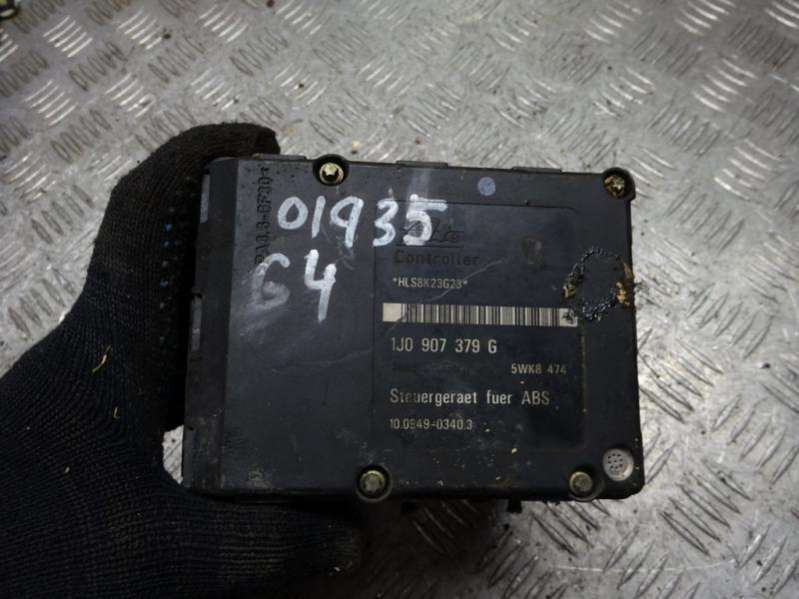 01935
G4
Controller
*HLS8K23G23*
1J0 907 379 G
5WK8 474
Steuergeraet fuer ABS
10.0949-0340.3